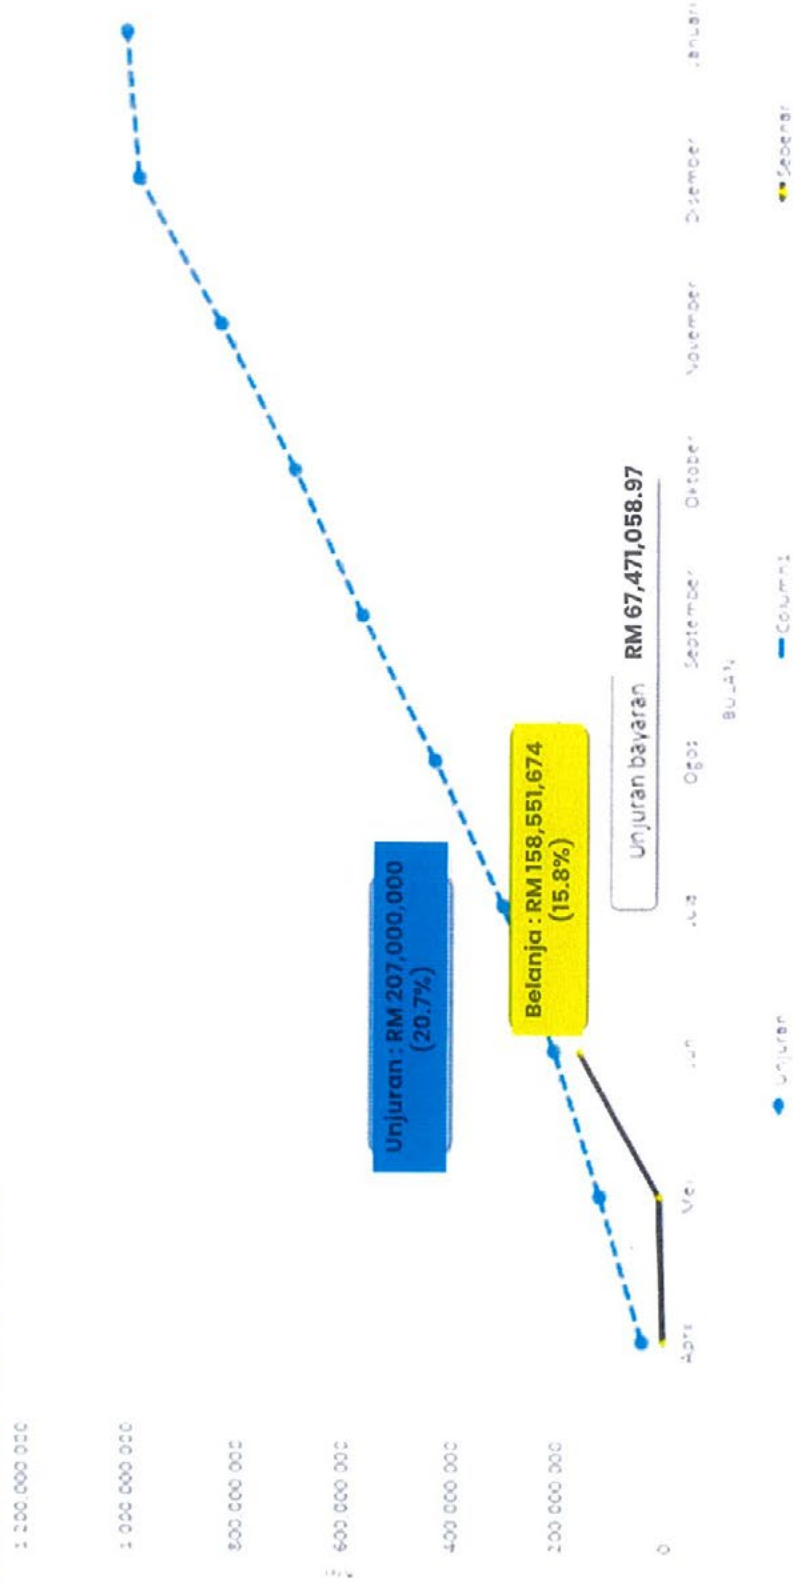 1 200 000 000
1 000 000 000
800 000 000
600 000 000
400 000 000
200 000 000
0
Unjuran : RM 207,000,000
(20.7%)
Belanja : RM 158,551,674
(15.8%)
Unjuran bayaran RM 67,471,058.97
April Mei Jun Julai Ogos September Oktober November Disember Januari
BULAN
Unjuran Column1 Sebenar